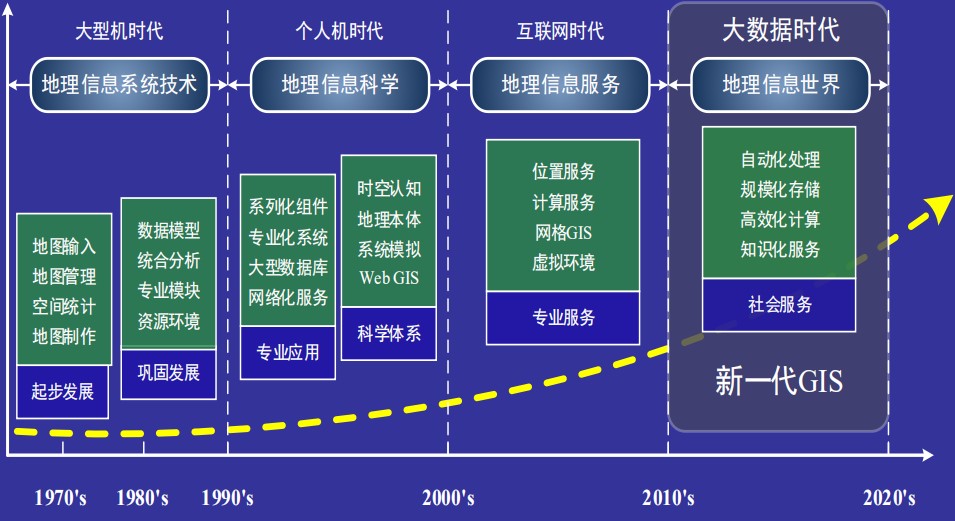 大型机时代
个人机时代
互联网时代
大数据时代
地理信息系统技术
地理信息科学
地理信息服务
地理信息世界
地图输入
地图管理
空间统计
地图制作
起步发展
数据模型
统合分析
专业模块
资源环境
巩固发展
系列化组件
专业化系统
大型数据库
网络化服务
专业应用
时空认知
地理本体
系统模拟
Web GIS
科学体系
位置服务
计算服务
网格GIS
虚拟环境
专业服务
自动化处理
规模化存储
高效化计算
知识化服务
社会服务
新一代GIS
1970's
1980's
1990's
2000's
2010's
2020's